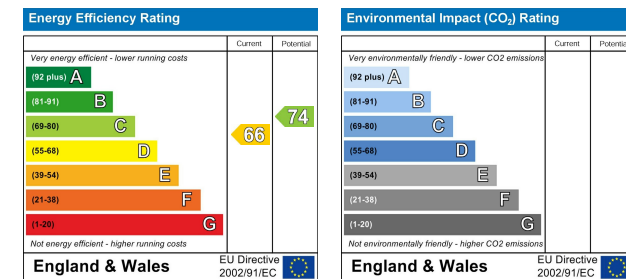 Energy Efficiency Rating
Current Potential
Very energy efficient - lower running costs
(92 plus) A
(81-91) B
(69-80) C
(55-68) D
(39-54) E
(21-38) F
(1-20) G
66
74
Not energy efficient - higher running costs
England & Wales
EU Directive
2002/91/EC
Environmental Impact (CO₂) Rating
Current Potential
Very environmentally friendly - lower CO2 emissions
(92 plus) A
(81-91) B
(69-80) C
(55-68) D
(39-54) E
(21-38) F
(1-20) G
Not environmentally friendly - higher CO2 emissions
England & Wales
EU Directive
2002/91/EC